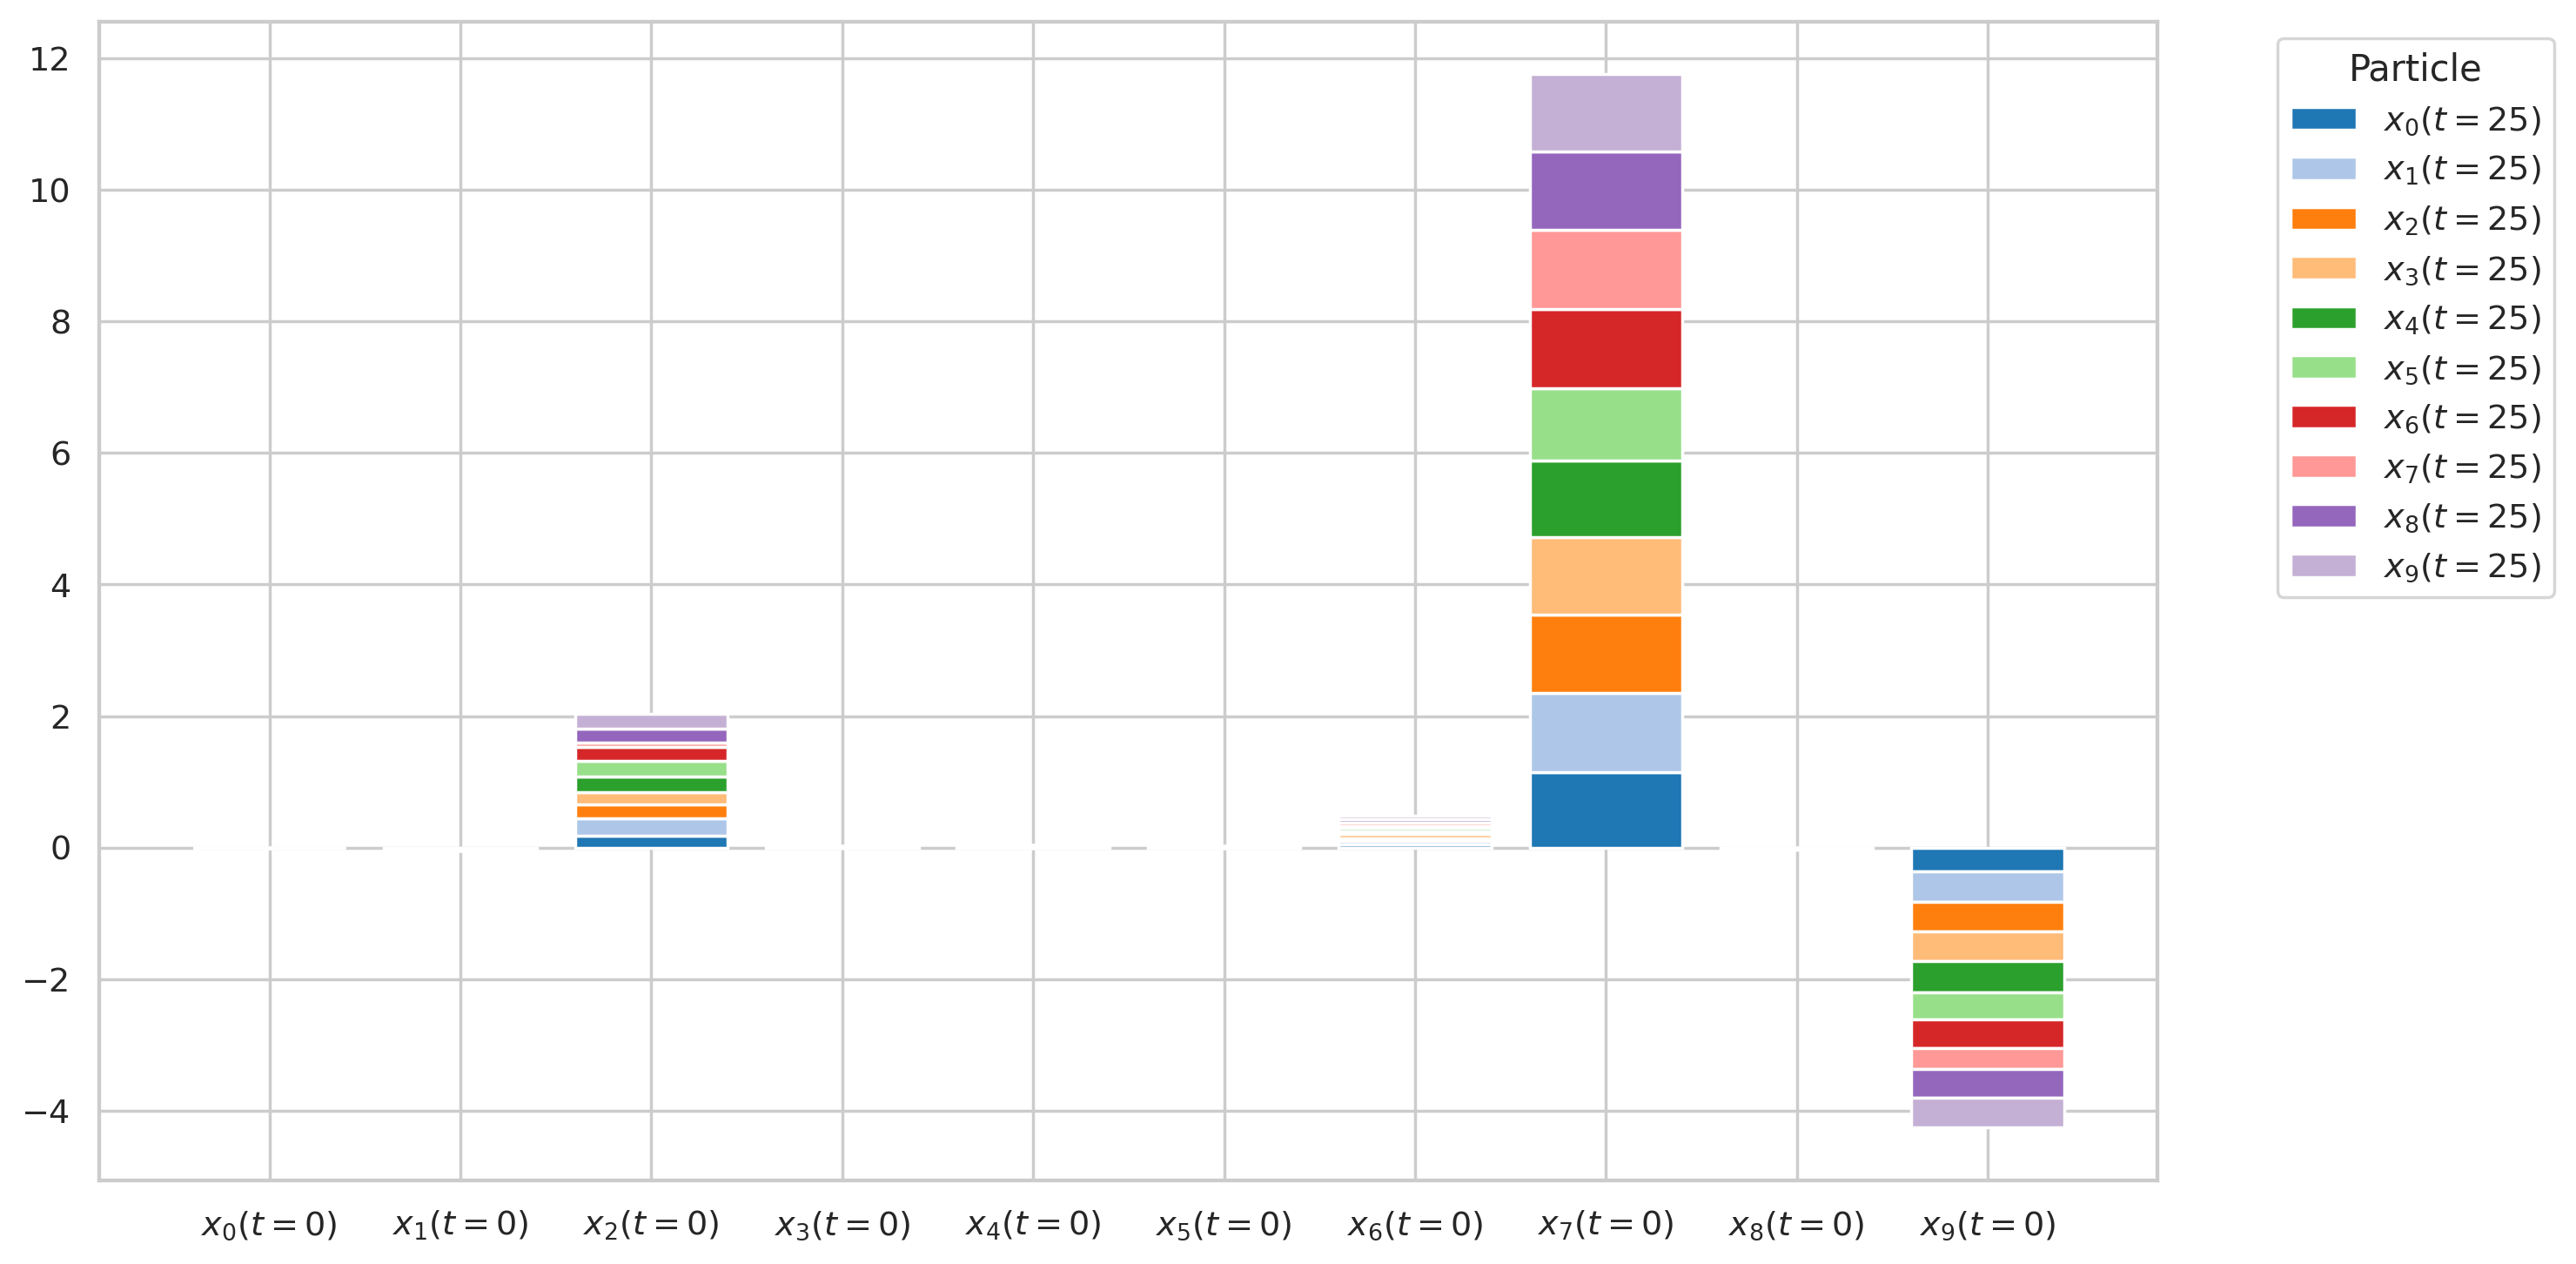 12
10
8
6
4
2
0
−2
−4
x₀(t = 0) x₁(t = 0) x₂(t = 0) x₃(t = 0) x₄(t = 0) x₅(t = 0) x₆(t = 0) x₇(t = 0) x₈(t = 0) x₉(t = 0)
Particle
x₀(t = 25)
x₁(t = 25)
x₂(t = 25)
x₃(t = 25)
x₄(t = 25)
x₅(t = 25)
x₆(t = 25)
x₇(t = 25)
x₈(t = 25)
x₉(t = 25)